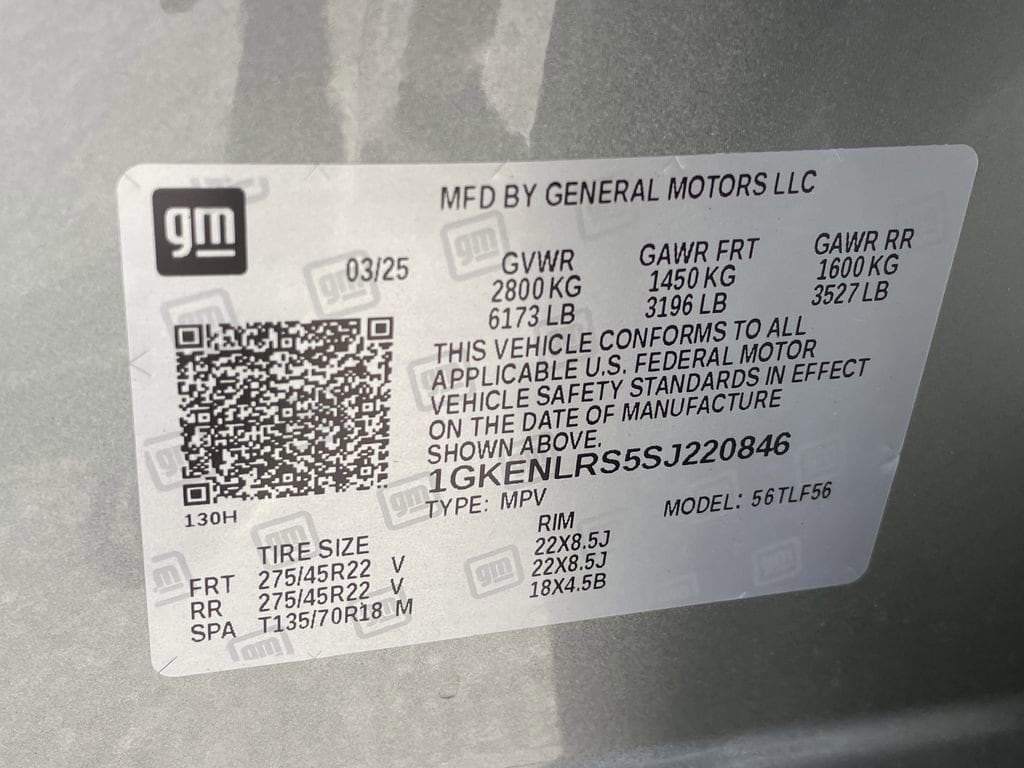 gm
MFD BY GENERAL MOTORS LLC
03/25
GVWR GAWR FRT GAWR RR
2800 KG 1450 KG 1600 KG
6173 LB 3196 LB 3527 LB
THIS VEHICLE CONFORMS TO ALL
APPLICABLE U.S. FEDERAL MOTOR
VEHICLE SAFETY STANDARDS IN EFFECT
ON THE DATE OF MANUFACTURE
SHOWN ABOVE.
1GKENLRS5SJ220846
TYPE: MPV MODEL: 56TLF56
130H
TIRE SIZE RIM
FRT 275/45R22 V 22X8.5J
RR 275/45R22 V 22X8.5J
SPA T135/70R18 M 18X4.5B